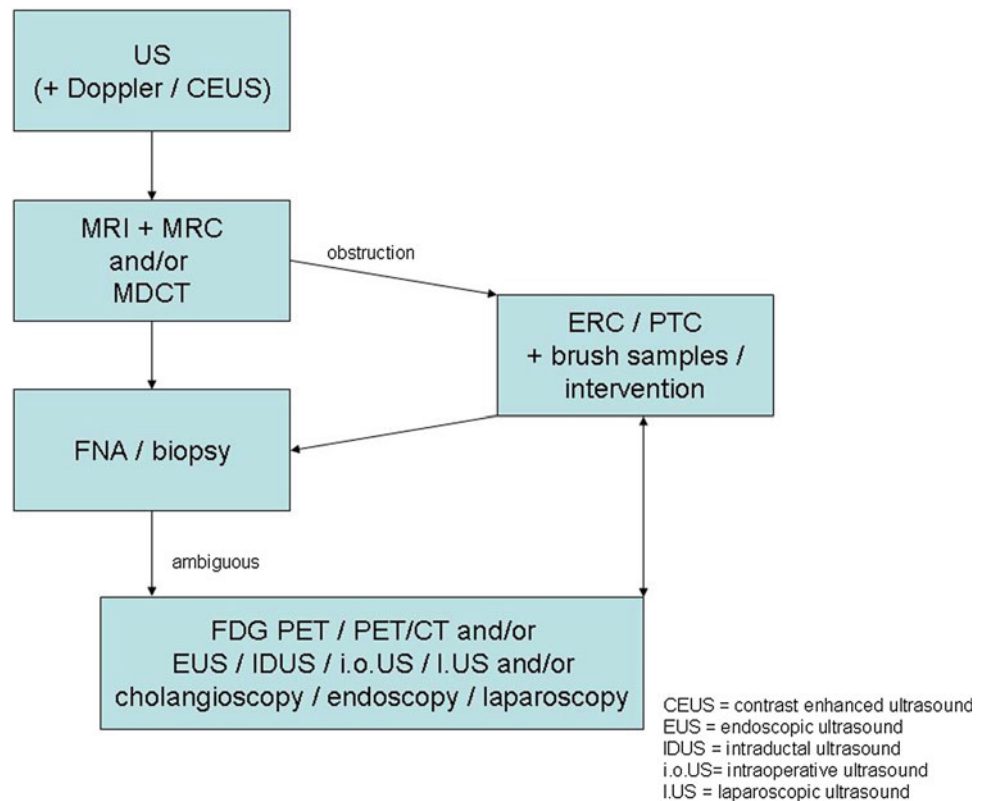 US
(+ Doppler / CEUS)
MRI + MRC
and/or
MDCT
obstruction
ERC / PTC
+ brush samples /
intervention
FNA / biopsy
ambiguous
FDG PET / PET/CT and/or
EUS / IDUS / i.o.US / l.US and/or
cholangioscopy / endoscopy / laparoscopy
CEUS = contrast enhanced ultrasound
EUS = endoscopic ultrasound
IDUS = intraductal ultrasound
i.o.US= intraoperative ultrasound
l.US = laparoscopic ultrasound